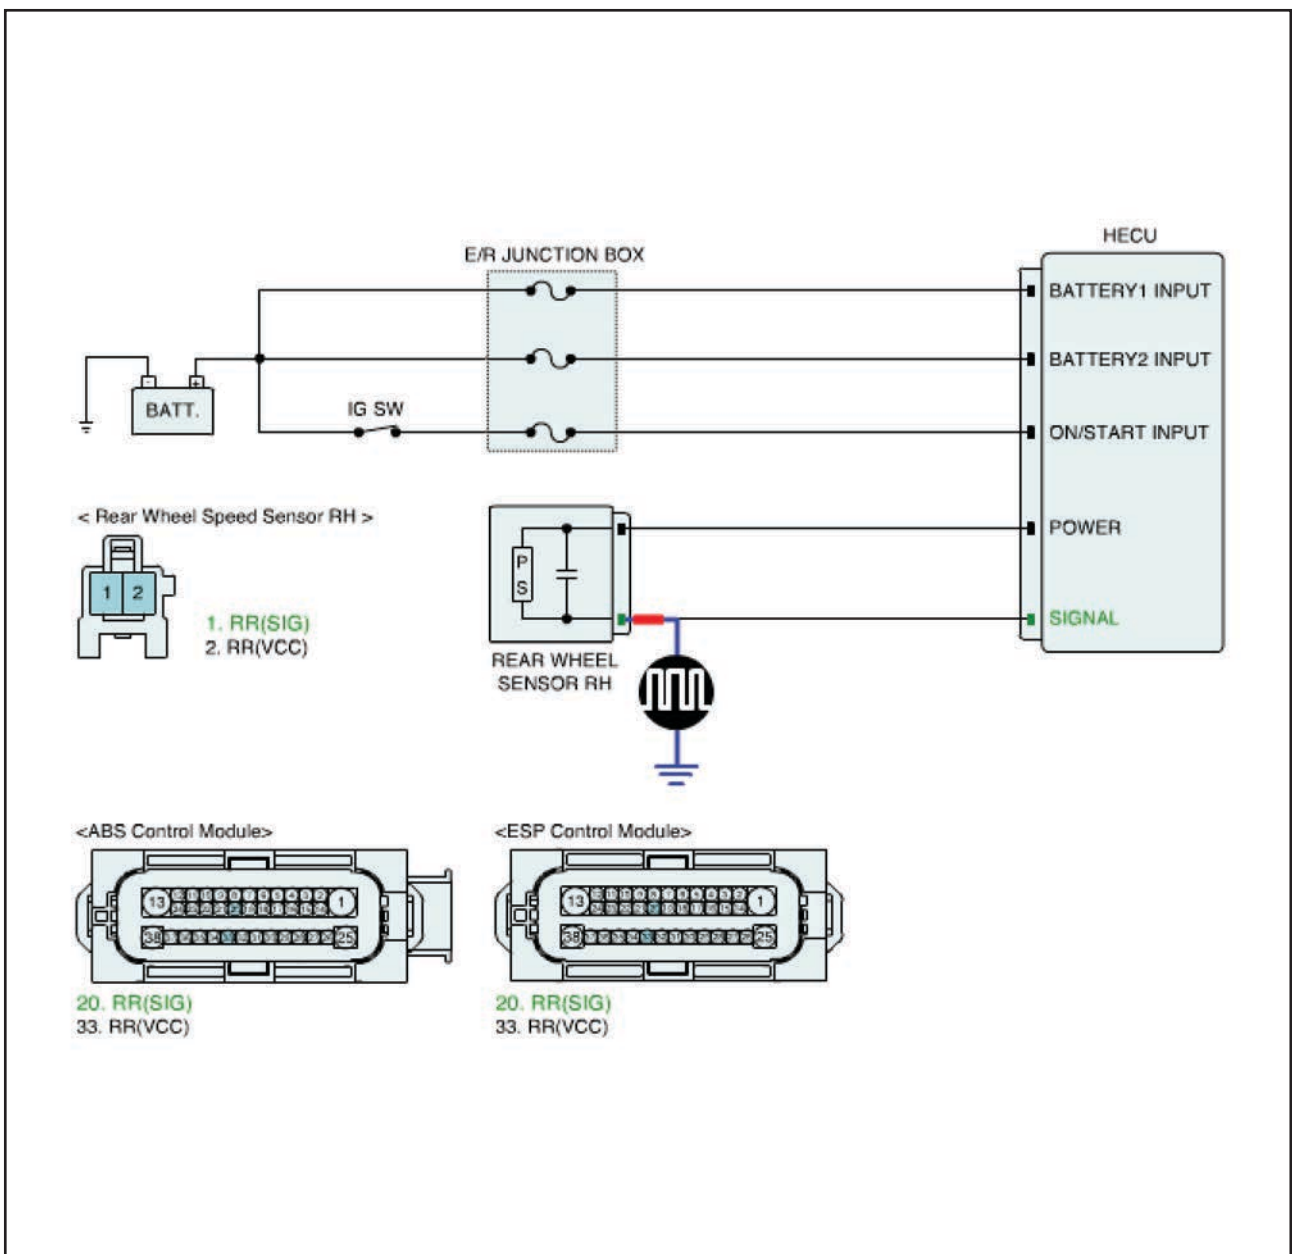 HECU
E/R JUNCTION BOX
BATTERY1 INPUT
BATTERY2 INPUT
- +
BATT.
IG SW
ON/START INPUT
< Rear Wheel Speed Sensor RH >
P
S
POWER
1 2
1. RR(SIG)
2. RR(VCC)
SIGNAL
REAR WHEEL
SENSOR RH
<ABS Control Module>
<ESP Control Module>
13 1
38 25
13 1
38 25
20. RR(SIG)
33. RR(VCC)
20. RR(SIG)
33. RR(VCC)